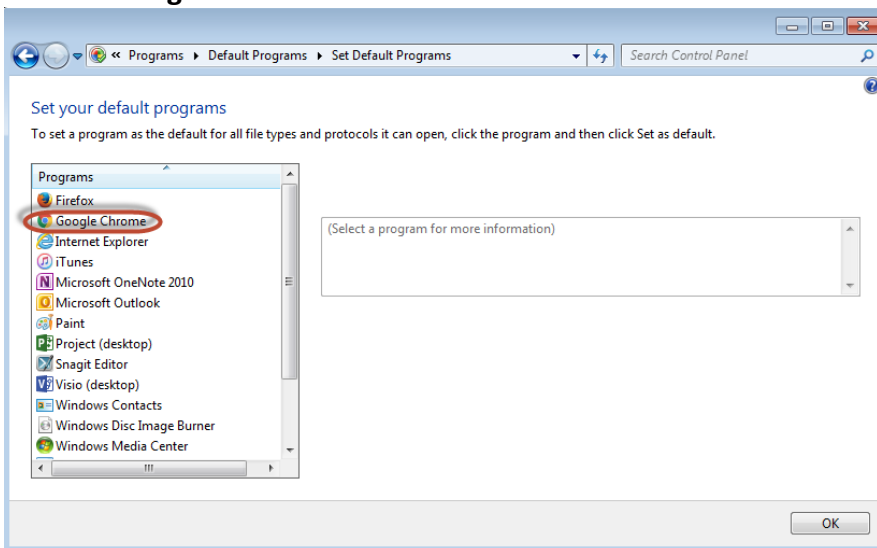 « Programs ▸ Default Programs ▸ Set Default Programs
Search Control Panel
Set your default programs
To set a program as the default for all file types and protocols it can open, click the program and then click Set as default.
Programs
Firefox
Google Chrome
(Select a program for more information)
Internet Explorer
iTunes
Microsoft OneNote 2010
Microsoft Outlook
Paint
Project (desktop)
Snagit Editor
Visio (desktop)
Windows Contacts
Windows Disc Image Burner
Windows Media Center
OK